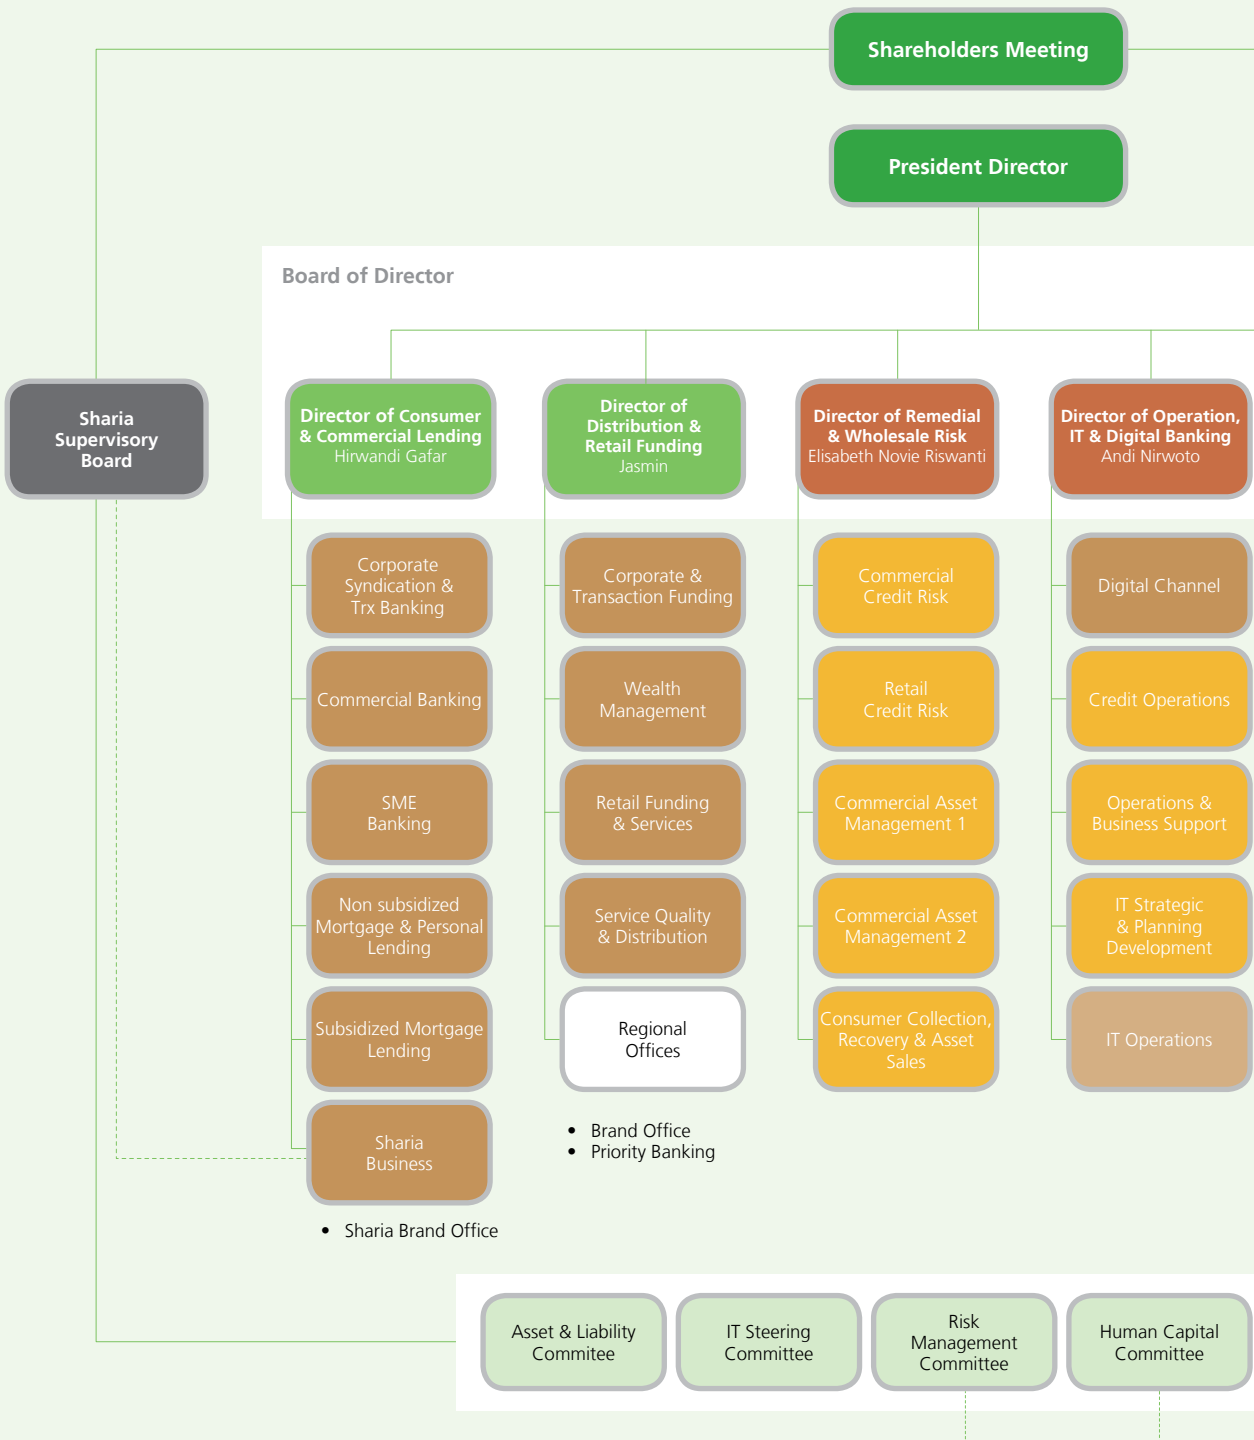 Shareholders Meeting
President Director
Board of Director
Sharia
Supervisory
Board
Director of Consumer
& Commercial Lending
Hirwandi Gafar
Director of
Distribution &
Retail Funding
Jasmin
Director of Remedial
& Wholesale Risk
Elisabeth Novie Riswanti
Director of Operation,
IT & Digital Banking
Andi Nirwoto
Corporate
Syndication &
Trx Banking
Commercial Banking
SME
Banking
Non subsidized
Mortgage & Personal
Lending
Subsidized Mortgage
Lending
Sharia
Business
• Sharia Brand Office
Corporate &
Transaction Funding
Wealth
Management
Retail Funding
& Services
Service Quality
& Distribution
Regional
Offices
• Brand Office
• Priority Banking
Commercial
Credit Risk
Retail
Credit Risk
Commercial Asset
Management 1
Commercial Asset
Management 2
Consumer Collection,
Recovery & Asset
Sales
Digital Channel
Credit Operations
Operations &
Business Support
IT Strategic
& Planning
Development
IT Operations
Asset & Liability
Commitee
IT Steering
Committee
Risk
Management
Committee
Human Capital
Committee